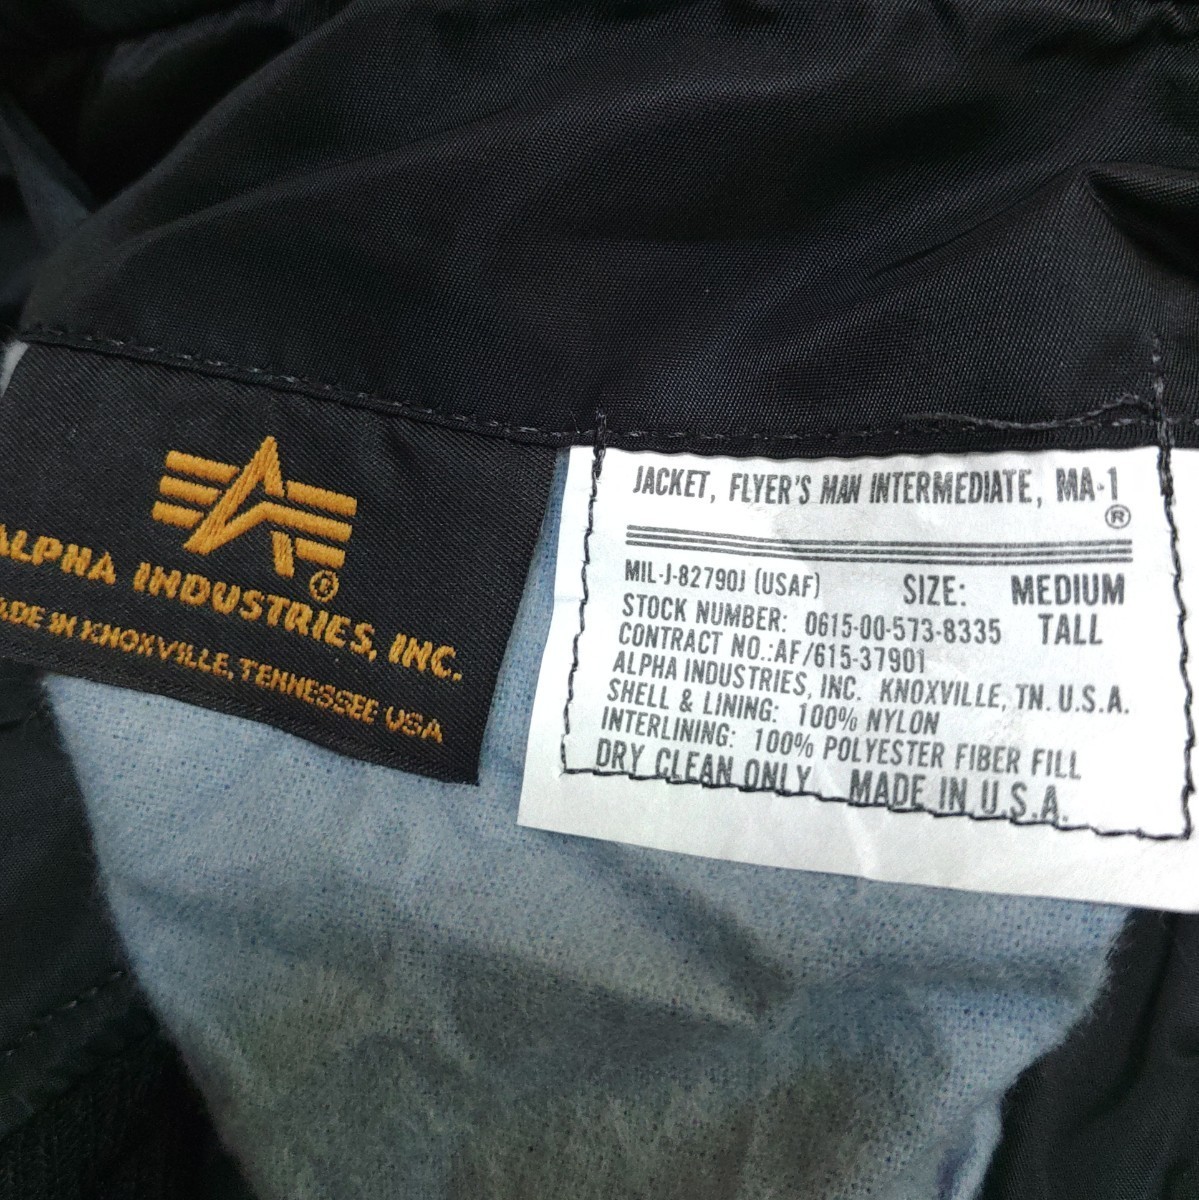 ALPHA INDUSTRIES, INC. ®
MADE IN KNOXVILLE, TENNESSEE USA
JACKET, FLYER'S MAN INTERMEDIATE, MA-1
®
MIL-J-82790J (USAF) SIZE: MEDIUM
STOCK NUMBER: 0615-00-573-8335 TALL
CONTRACT NO.:AF/615-37901
ALPHA INDUSTRIES, INC. KNOXVILLE, TN. U.S.A.
SHELL & LINING: 100% NYLON
INTERLINING: 100% POLYESTER FIBER FILL
DRY CLEAN ONLY MADE IN U.S.A.